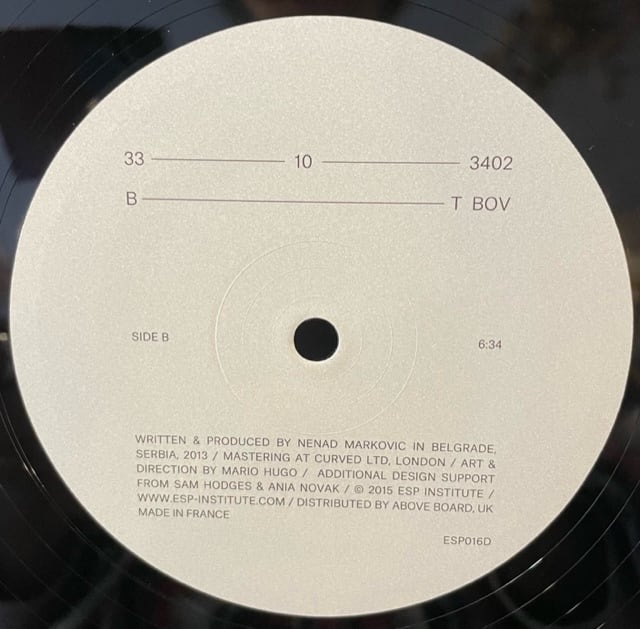 33 10 3402
B T BOV
SIDE B 6:34
WRITTEN & PRODUCED BY NENAD MARKOVIC IN BELGRADE,
SERBIA, 2013 / MASTERING AT CURVED LTD, LONDON / ART &
DIRECTION BY MARIO HUGO / ADDITIONAL DESIGN SUPPORT
FROM SAM HODGES & ANIA NOVAK / © 2015 ESP INSTITUTE /
WWW.ESP-INSTITUTE.COM / DISTRIBUTED BY ABOVE BOARD, UK
MADE IN FRANCE
ESP016D